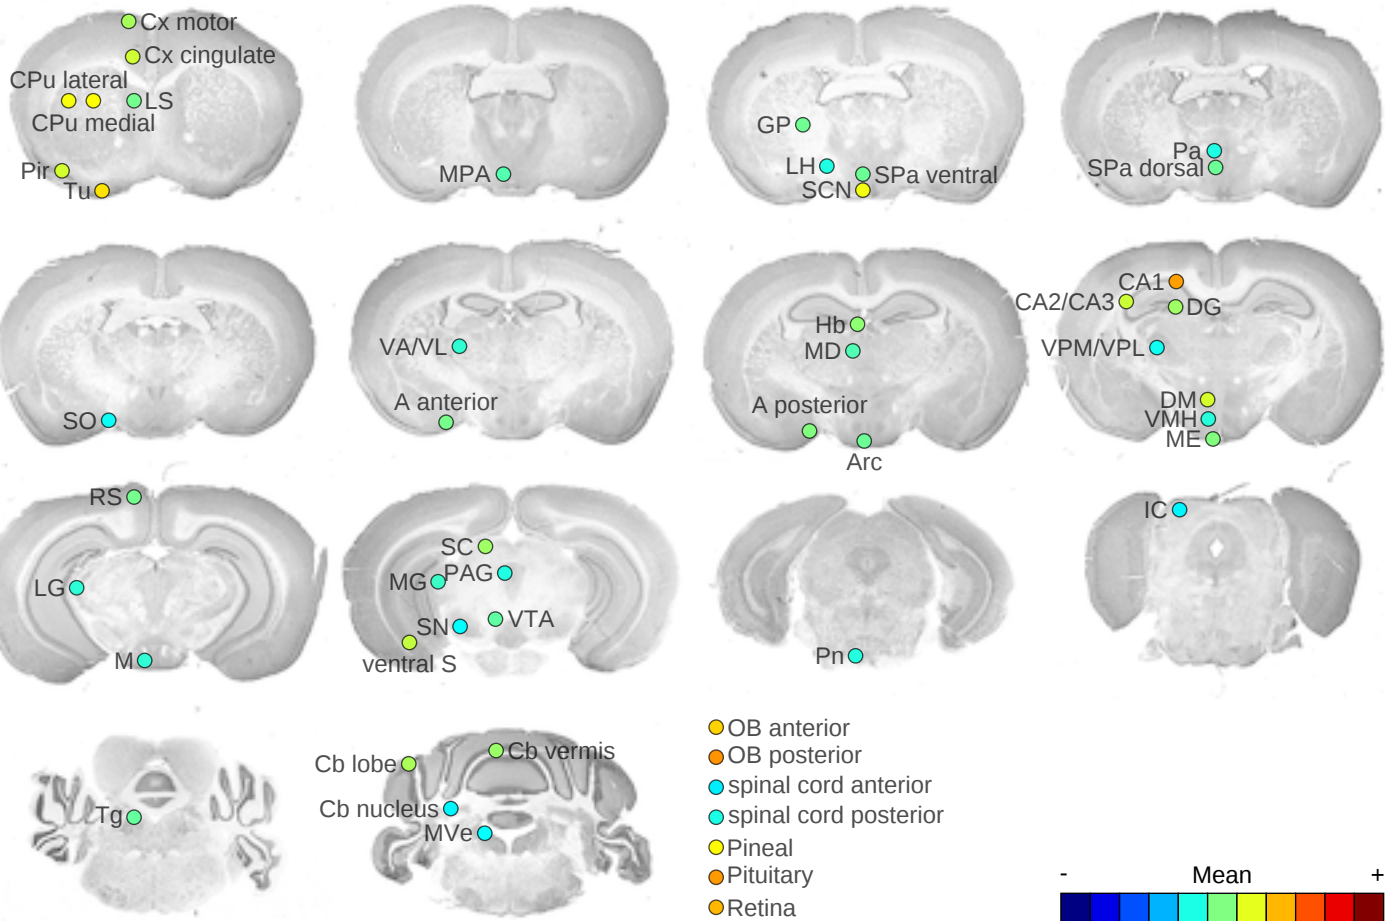 Cx motor
Cx cingulate
CPu lateral
LS
CPu medial
Pir
Tu
MPA
GP
LH
SPa ventral
SCN
Pa
SPa dorsal
SO
VA/VL
A anterior
Hb
MD
A posterior
Arc
CA1
CA2/CA3
DG
VPM/VPL
DM
VMH
ME
RS
LG
M
SC
MG
PAG
SN
VTA
ventral S
Pn
IC
Tg
Cb lobe
Cb vermis
Cb nucleus
MVe
OB anterior
OB posterior
spinal cord anterior
spinal cord posterior
Pineal
Pituitary
Retina
- Mean +